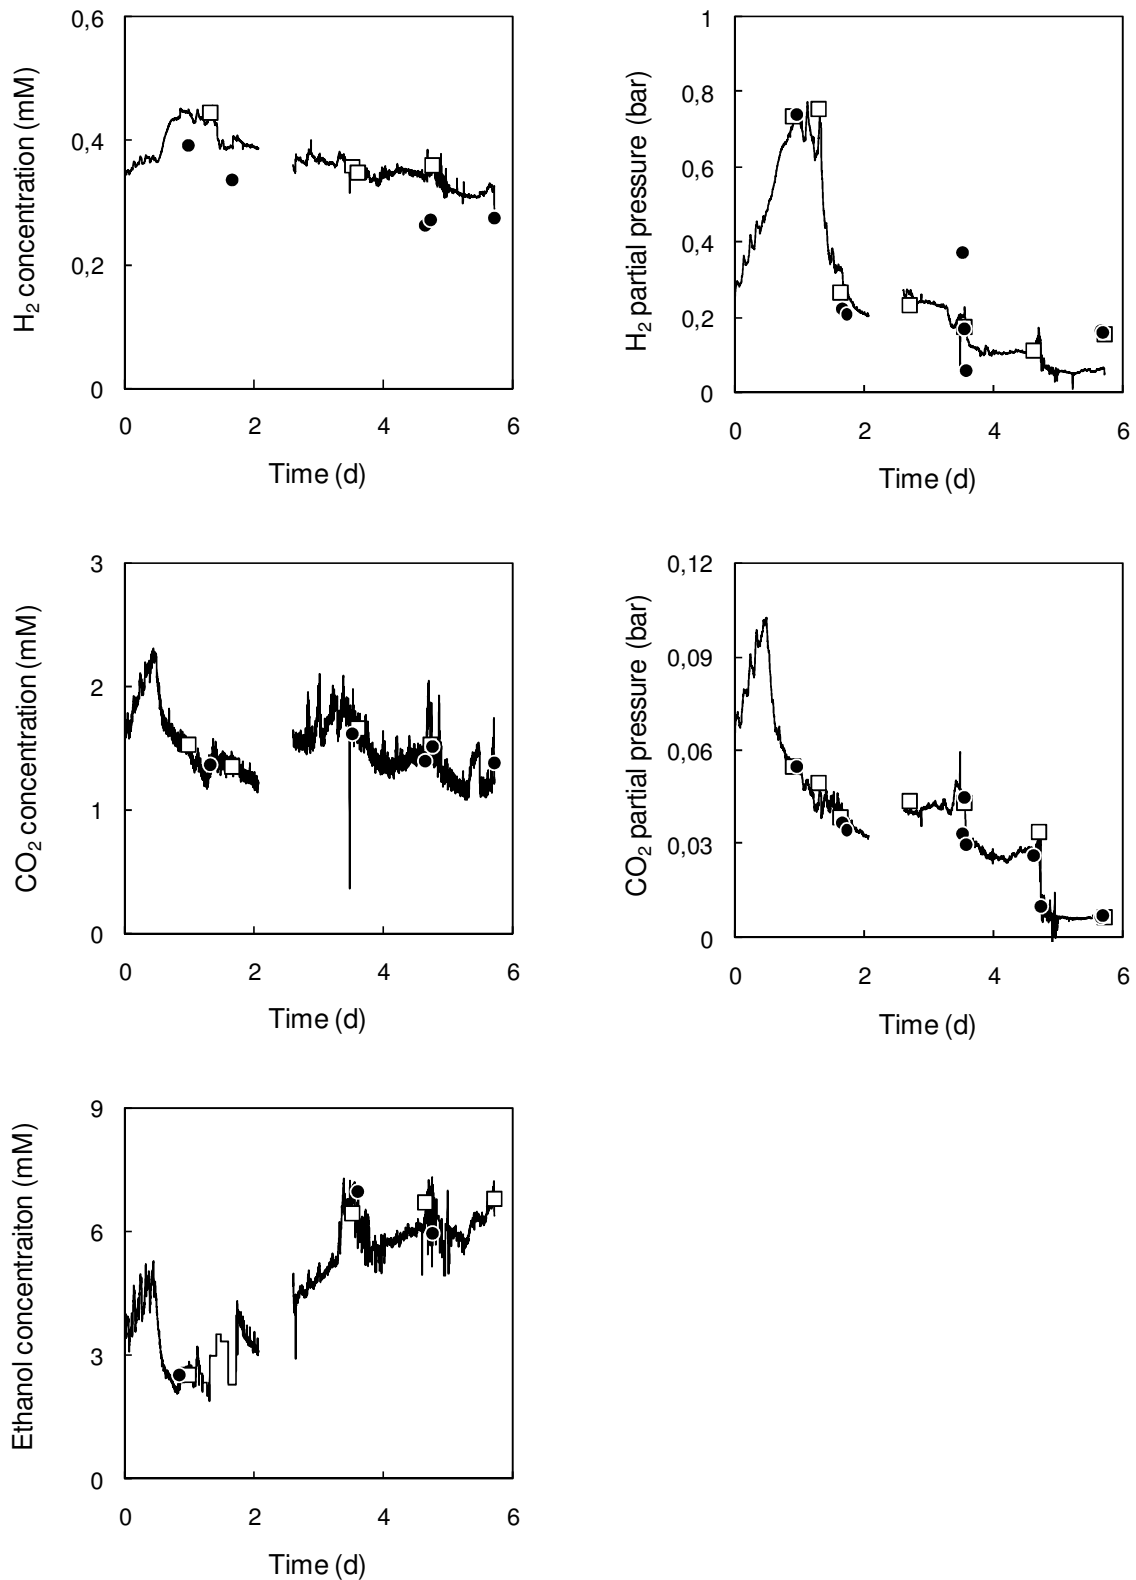 H₂ concentration (mM)
0,6
0,4
0,2
0
0 2 4 6
Time (d)
H₂ partial pressure (bar)
1
0,8
0,6
0,4
0,2
0
0 2 4 6
Time (d)
CO₂ concentration (mM)
3
2
1
0
0 2 4 6
Time (d)
CO₂ partial pressure (bar)
0,12
0,09
0,06
0,03
0
0 2 4 6
Time (d)
Ethanol concentraiton (mM)
9
6
3
0
0 2 4 6
Time (d)